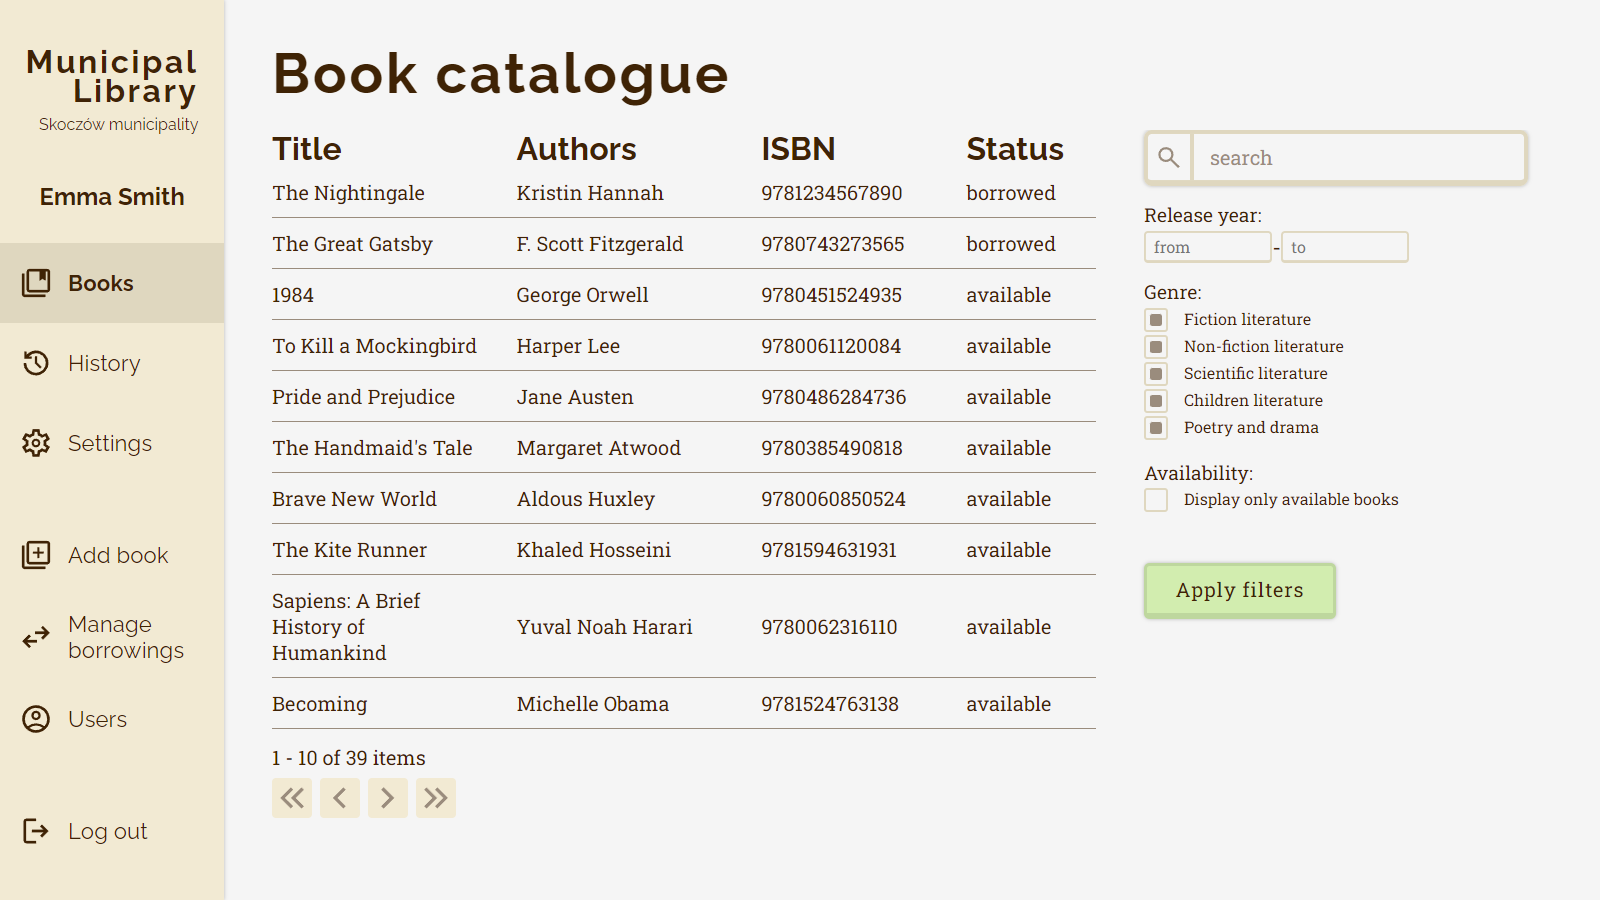 Municipal
Library
Skoczów municipality
Emma Smith
Books
History
Settings
Add book
Manage
borrowings
Users
Log out
Book catalogue
Title Authors ISBN Status
The Nightingale Kristin Hannah 9781234567890 borrowed
The Great Gatsby F. Scott Fitzgerald 9780743273565 borrowed
1984 George Orwell 9780451524935 available
To Kill a Mockingbird Harper Lee 9780061120084 available
Pride and Prejudice Jane Austen 9780486284736 available
The Handmaid's Tale Margaret Atwood 9780385490818 available
Brave New World Aldous Huxley 9780060850524 available
The Kite Runner Khaled Hosseini 9781594631931 available
Sapiens: A Brief
History of
Humankind
Yuval Noah Harari 9780062316110 available
Becoming Michelle Obama 9781524763138 available
1 - 10 of 39 items
search
Release year:
from - to
Genre:
Fiction literature
Non-fiction literature
Scientific literature
Children literature
Poetry and drama
Availability:
Display only available books
Apply filters